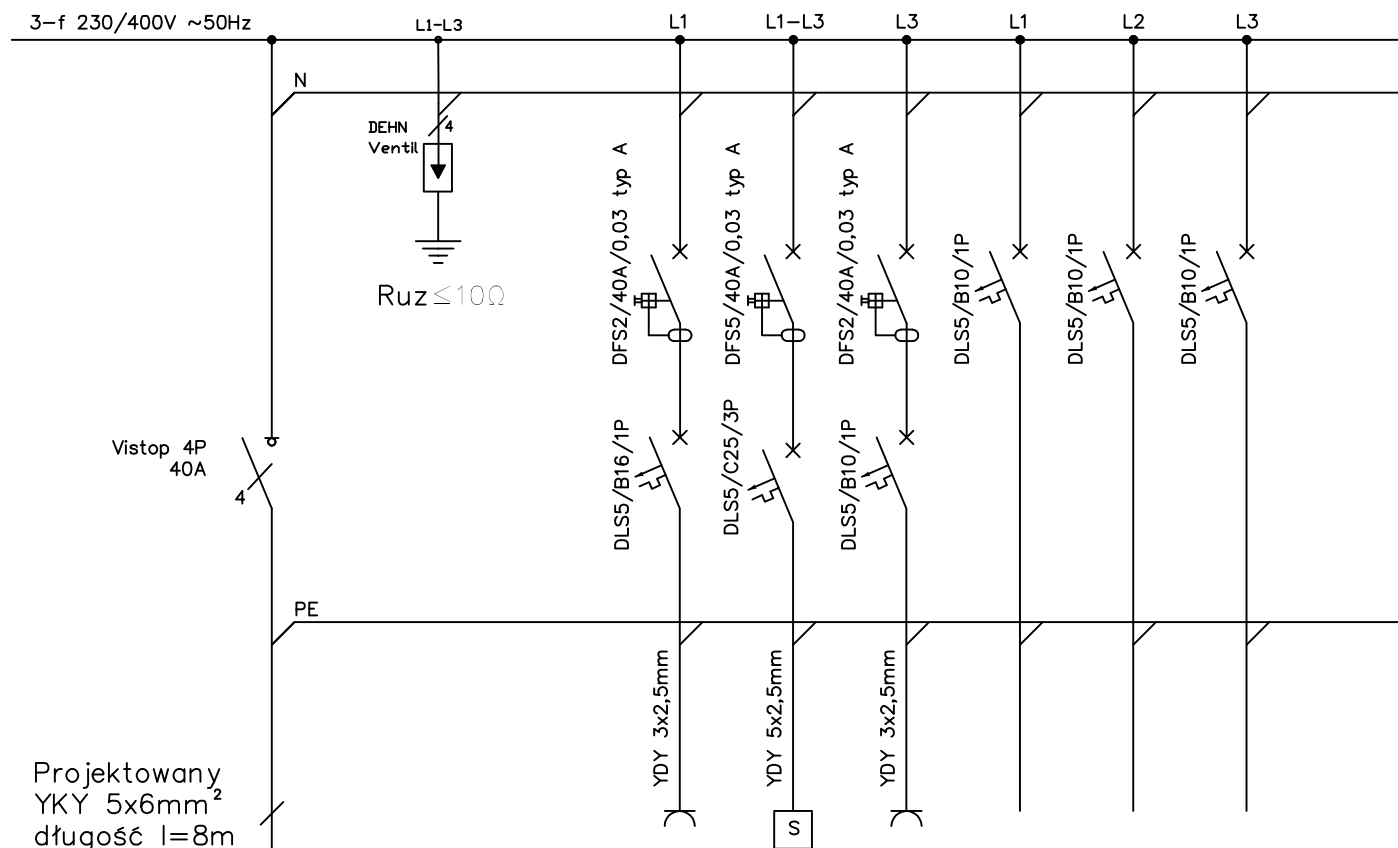 3-f 230/400V ~50Hz
L1-L3
L1
L1-L3
L3
L1
L2
L3
N
DEHN
Ventil
4
Ruz≤10Ω
DFS2/40A/0,03 typ A
DFS5/40A/0,03 typ A
DFS2/40A/0,03 typ A
DLS5/B10/1P
DLS5/B10/1P
DLS5/B10/1P
Vistop 4P
40A
4
DLS5/B16/1P
DLS5/C25/3P
DLS5/B10/1P
PE
YDY 3x2,5mm
YDY 5x2,5mm
YDY 3x2,5mm
Projektowany
YKY 5x6mm²
długość l=8m
S